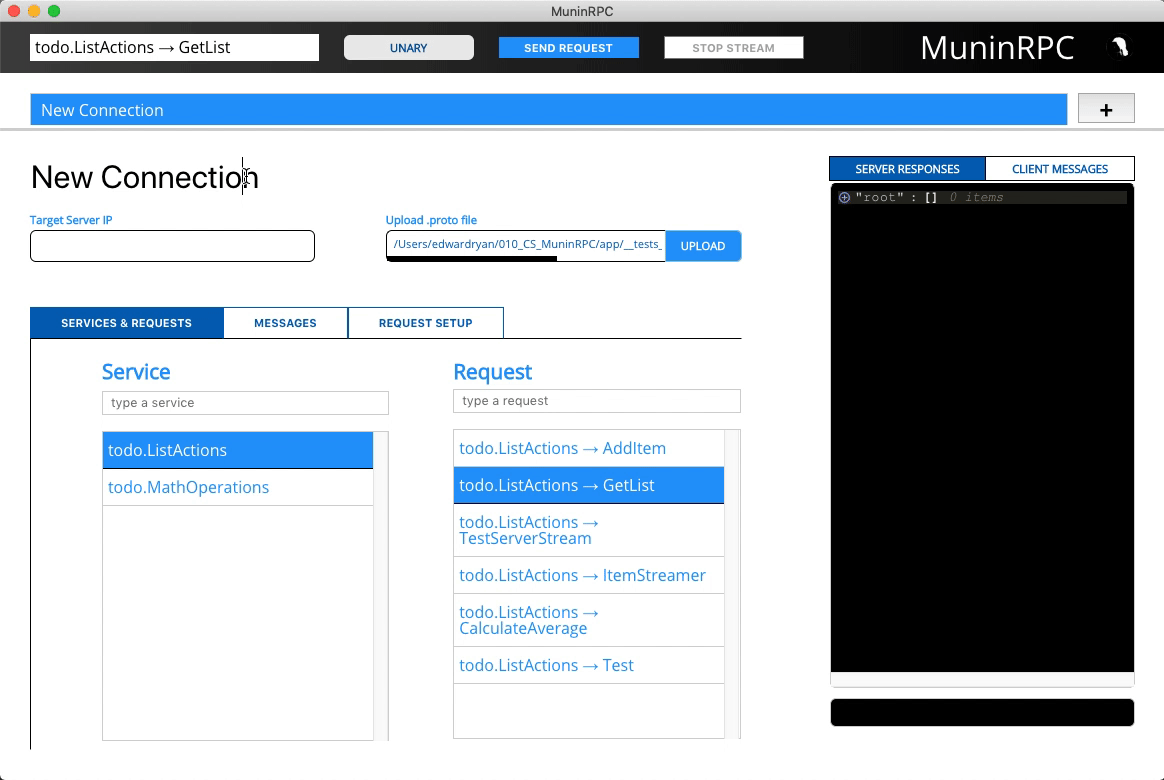 MuninRPC
todo.ListActions → GetList
UNARY
SEND REQUEST
STOP STREAM
MuninRPC
New Connection
+
New Connection
Target Server IP
Upload .proto file
/Users/edwardryan/010_CS_MuninRPC/app/__tests_
UPLOAD
SERVICES & REQUESTS
MESSAGES
REQUEST SETUP
Service
type a service
todo.ListActions
todo.MathOperations
Request
type a request
todo.ListActions → AddItem
todo.ListActions → GetList
todo.ListActions →
TestServerStream
todo.ListActions → ItemStreamer
todo.ListActions →
CalculateAverage
todo.ListActions → Test
SERVER RESPONSES
CLIENT MESSAGES
"root" : [] 0 items